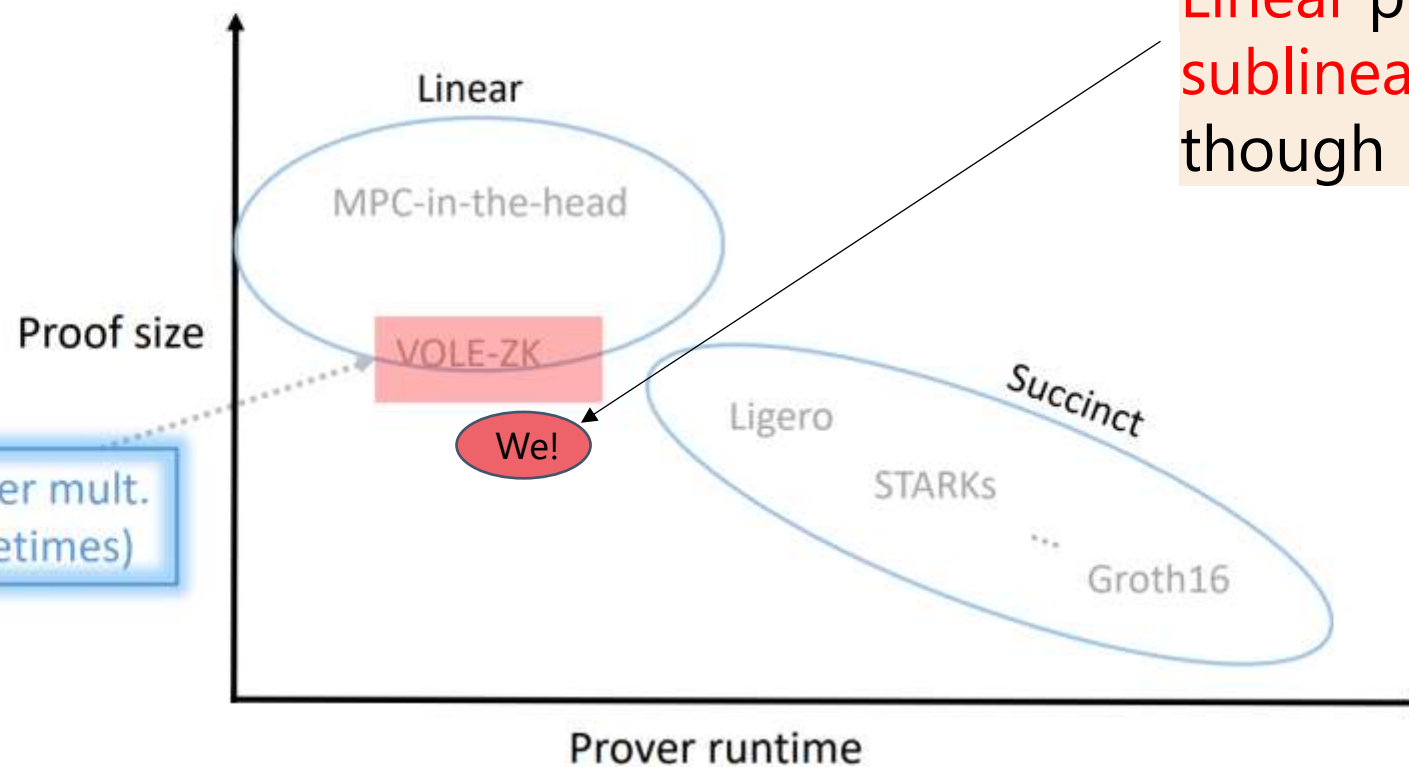 Linear
sublinea
though
Linear
MPC-in-the-head
Proof size
VOLE-ZK
We!
Succinct
Ligero
STARKs
...
Groth16
er mult.
etimes)
Prover runtime